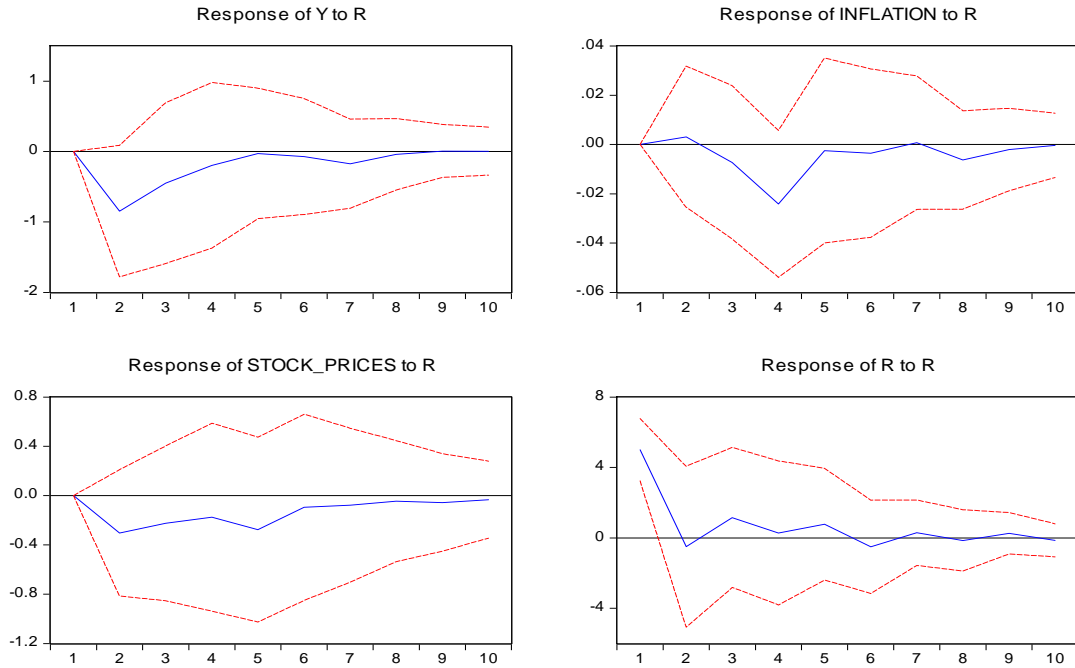 Response of Y to R
1
0
-1
-2
1 2 3 4 5 6 7 8 9 10
Response of INFLATION to R
.04
.02
.00
-.02
-.04
-.06
1 2 3 4 5 6 7 8 9 10
Response of STOCK_PRICES to R
0.8
0.4
0.0
-0.4
-0.8
-1.2
1 2 3 4 5 6 7 8 9 10
Response of R to R
8
4
0
-4
1 2 3 4 5 6 7 8 9 10